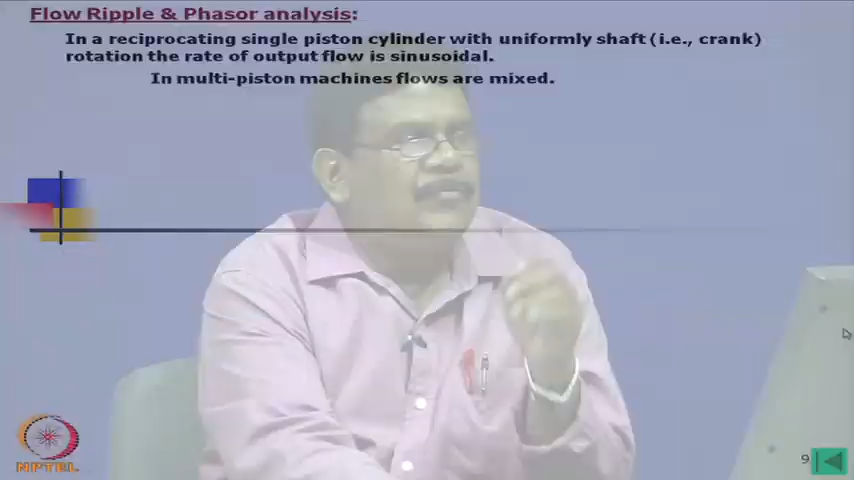 Flow Ripple & Phasor analysis:
In a reciprocating single piston cylinder with uniformly shaft (i.e., crank)
rotation the rate of output flow is sinusoidal.
In multi-piston machines flows are mixed.
NPTEL
9